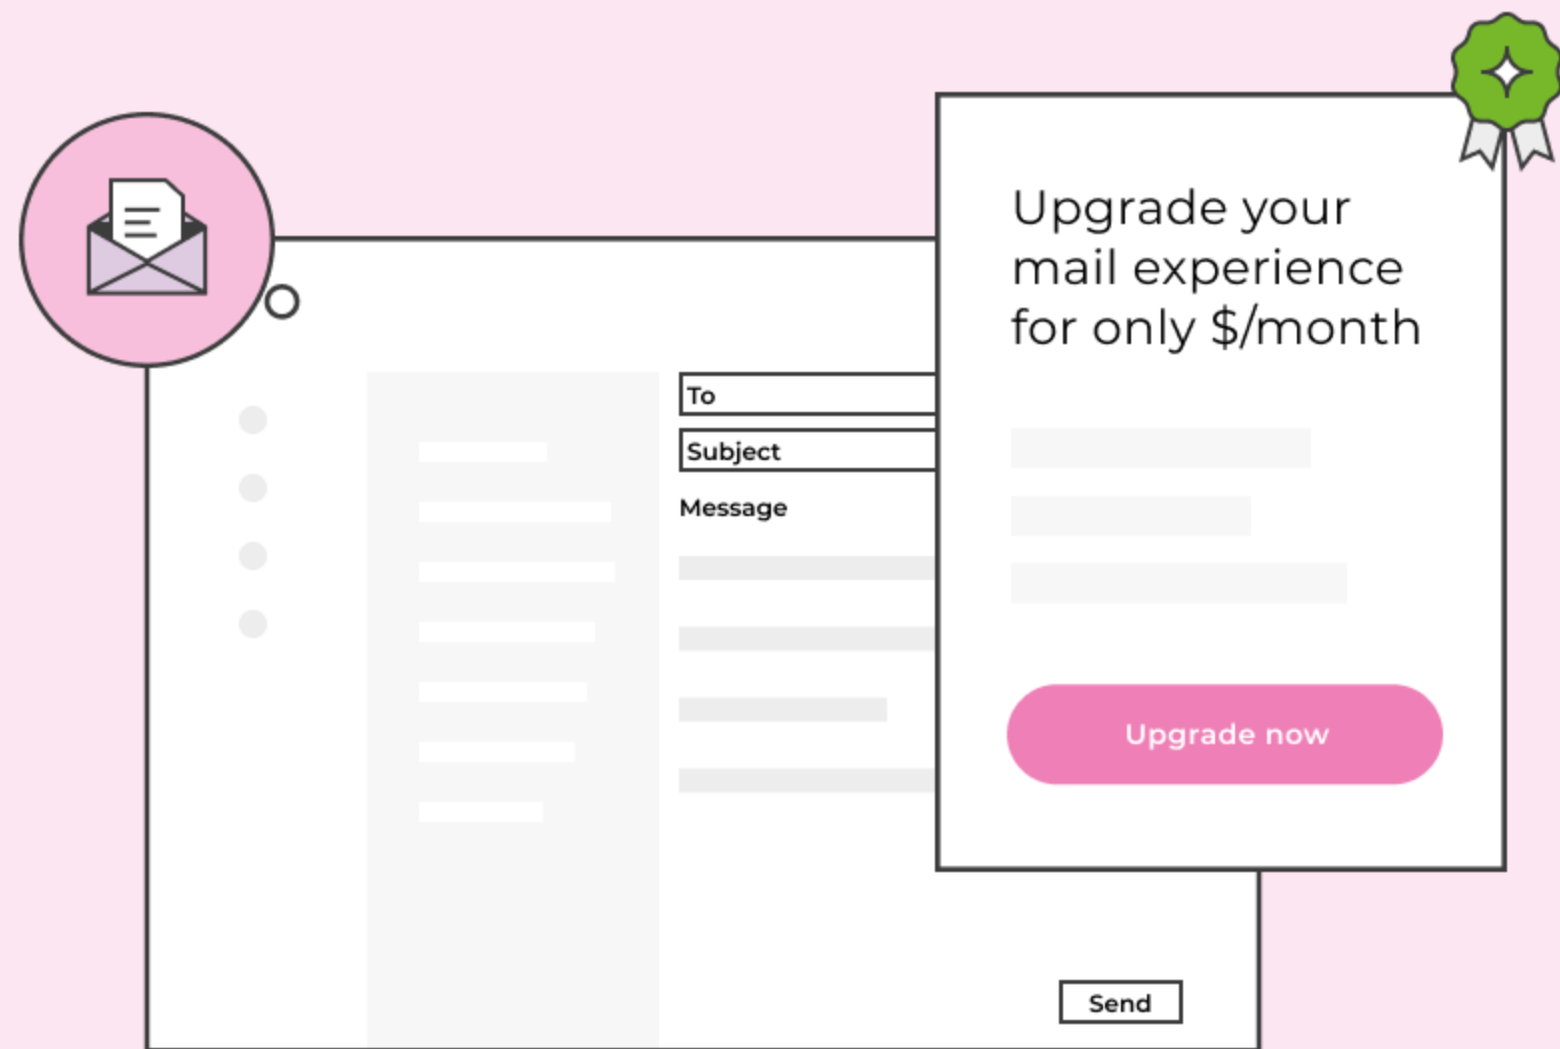 Upgrade your
mail experience
for only $/month
To
Subject
Message
Upgrade now
Send